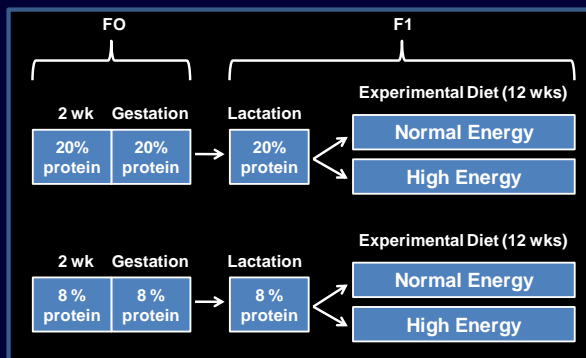 FO F1
Experimental Diet (12 wks)
2 wk Gestation Lactation
20% protein 20% protein 20% protein
Normal Energy
High Energy
Experimental Diet (12 wks)
2 wk Gestation Lactation
8 % protein 8 % protein 8 % protein
Normal Energy
High Energy